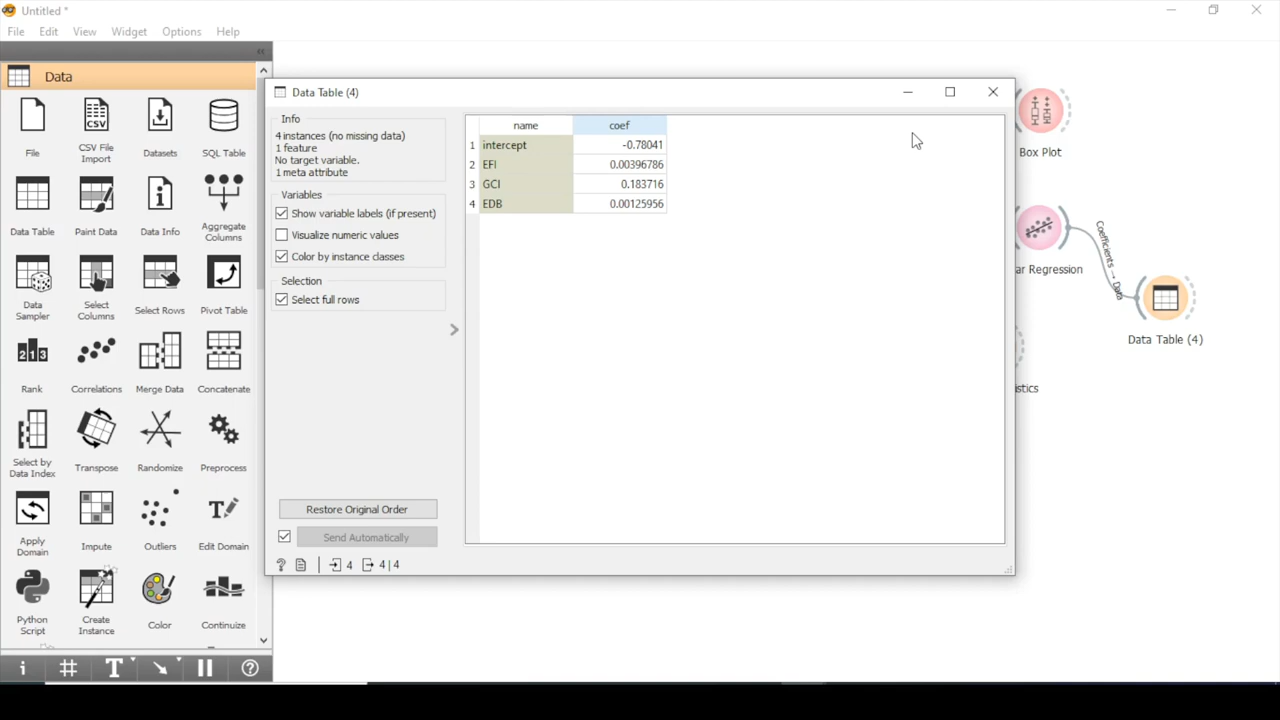 Untitled *
File Edit View Widget Options Help
Data
File
CSV File
Import
Datasets
SQL Table
Data Table
Paint Data
Data Info
Aggregate
Columns
Data
Sampler
Select
Columns
Select Rows
Pivot Table
1 2 3
Rank
Correlations
Merge Data
Concatenate
Select by
Data Index
Transpose
Randomize
Preprocess
Apply
Domain
Impute
Outliers
Edit Domain
Python
Script
Create
Instance
Color
Continuize
Data Table (4)
Info
4 instances (no missing data)
1 feature
No target variable.
1 meta attribute
Variables
Show variable labels (if present)
Visualize numeric values
Color by instance classes
Selection
Select full rows
Restore Original Order
Send Automatically
4 4|4
name coef
1 intercept -0.78041
2 EFI 0.00396786
3 GCI 0.183716
4 EDB 0.00125956
Box Plot
ar Regression
Coefficients → Data
Data Table (4)
istics